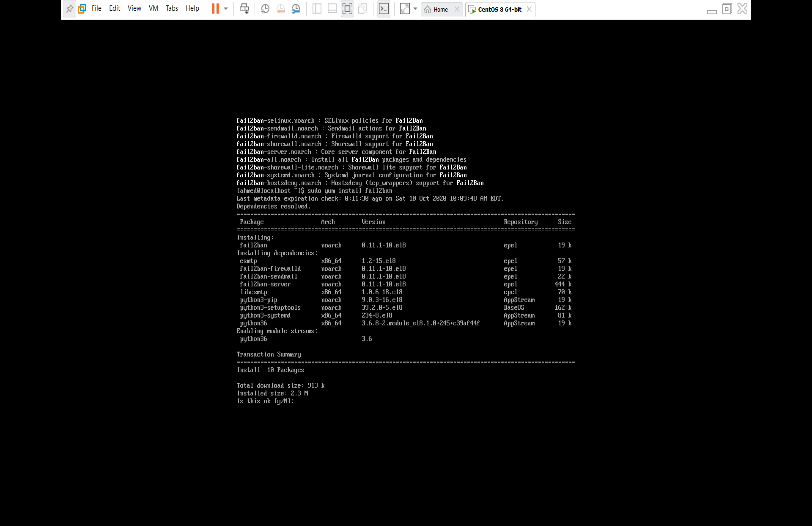 File Edit View VM Tabs Help
Home
CentOS 8 64-bit
fail2ban-selinux.noarch : SELinux policies for Fail2Ban
fail2ban-sendmail.noarch : Sendmail actions for Fail2Ban
fail2ban-firewalld.noarch : Firewalld support for Fail2Ban
fail2ban-shorewall.noarch : Shorewall support for Fail2Ban
fail2ban-server.noarch : Core server component for Fail2Ban
fail2ban-all.noarch : Install all Fail2Ban packages and dependencies
fail2ban-shorewall-lite.noarch : Shorewall lite support for Fail2Ban
fail2ban-systemd.noarch : Systemd journal configuration for Fail2Ban
fail2ban-hostsdeny.noarch : Hostsdeny (tcp_wrappers) support for Fail2Ban
[ahmed@localhost ~]$ sudo yum install fail2ban
Last metadata expiration check: 0:11:30 ago on Sat 10 Oct 2020 EDT.
Dependencies resolved.
Package Arch Version Repository Size
Installing:
fail2ban noarch 0.11.1-10.el8 epel 19 k
Installing dependencies:
esmtp x86_64 1.2-15.el8 epel 57 k
fail2ban-firewalld noarch 0.11.1-10.el8 epel 19 k
fail2ban-sendmail noarch 0.11.1-10.el8 epel 22 k
fail2ban-server noarch 0.11.1-10.el8 epel 444 k
libesmtp x86_64 1.0.6-18.el8 epel 70 k
python3-pip noarch 9.0.3-16.el8 AppStream 19 k
python3-setuptools noarch 39.2.0-5.el8 BaseOS 162 k
python3-systemd x86_64 234-8.el8 AppStream 81 k
python36 x86_64 3.6.8-2.module_el8.1.0+245+c39af44f AppStream 19 k
Enabling module streams:
python36 3.6
Transaction Summary
Install 10 Packages
Total download size: 913 k
Installed size: 2.3 M
Is this ok [y/N]: